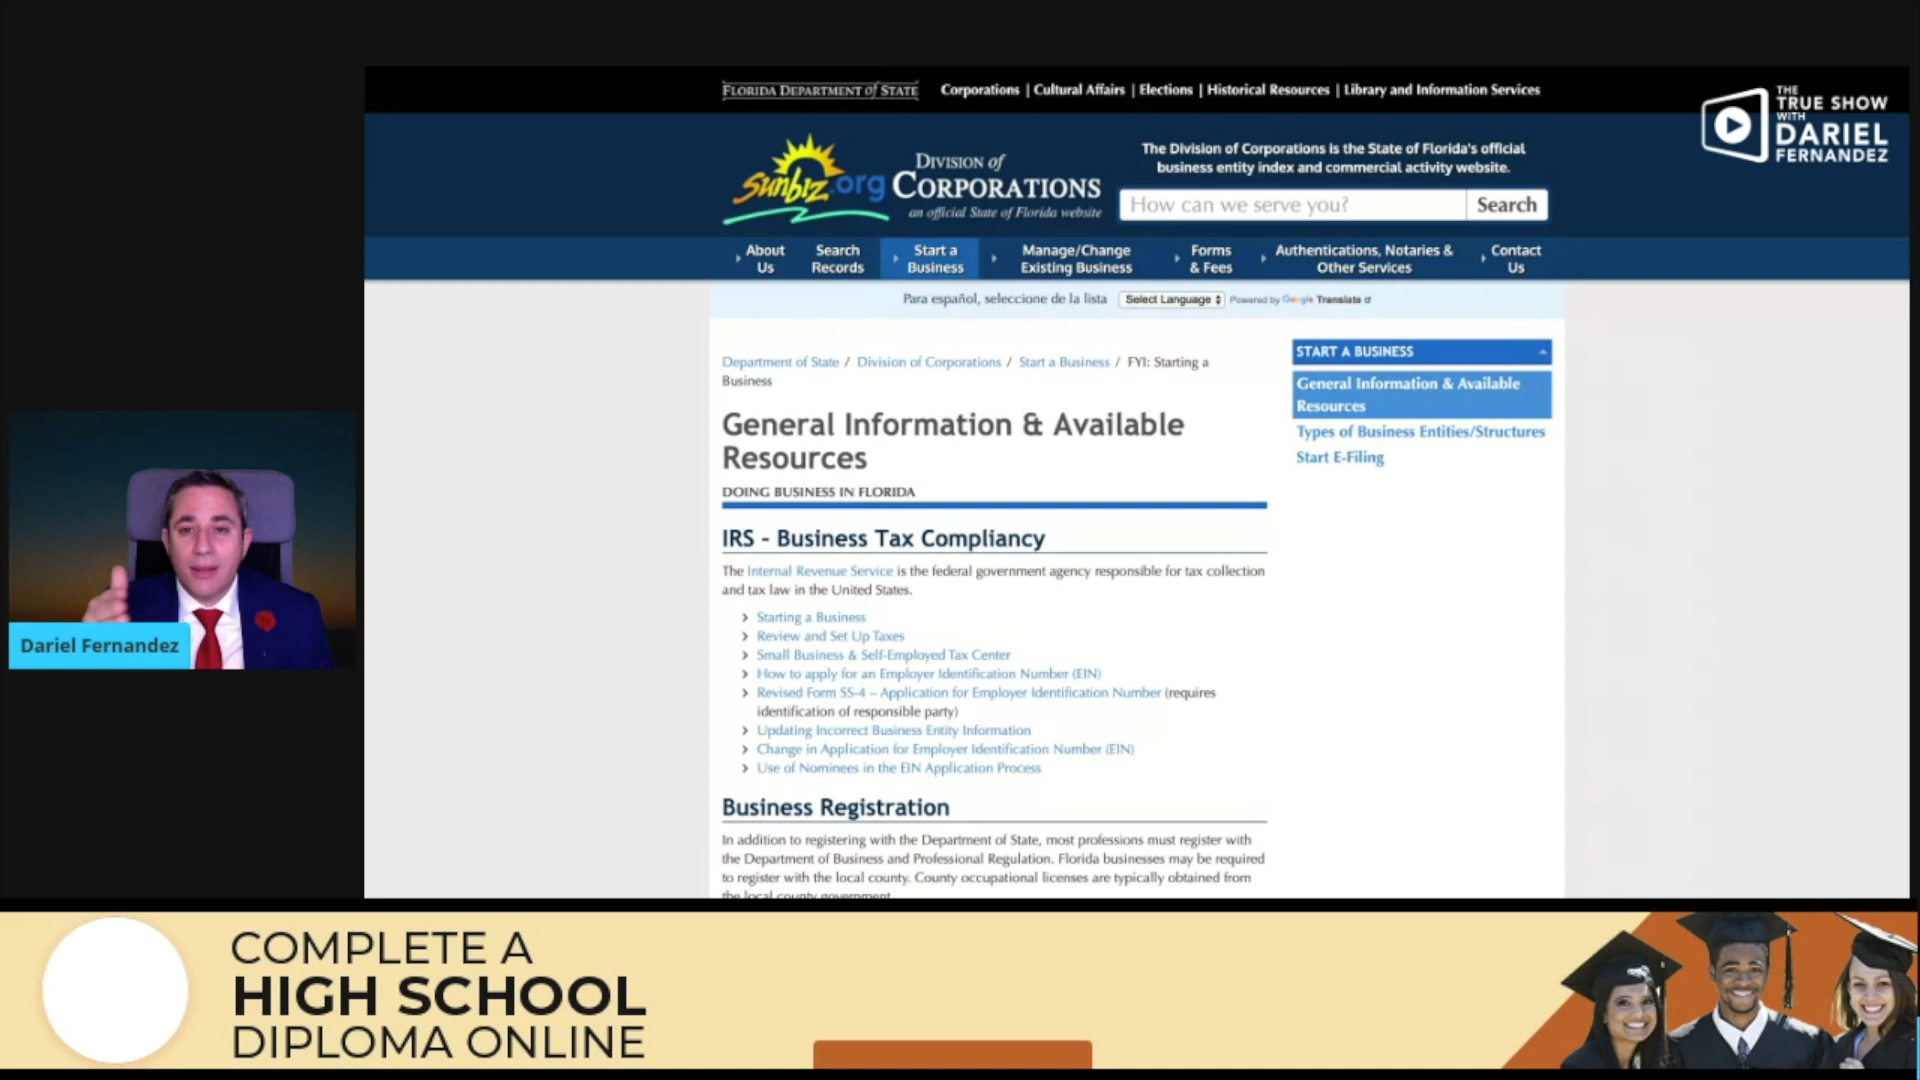 FLORIDA DEPARTMENT of STATE
Corporations | Cultural Affairs | Elections | Historical Resources | Library and Information Services
THE
TRUE SHOW
WITH
DARIEL
FERNANDEZ
sunbiz.org
DIVISION of
CORPORATIONS
an official State of Florida website
The Division of Corporations is the State of Florida's official
business entity index and commercial activity website.
How can we serve you?
Search
About
Us
Search
Records
Start a
Business
Manage/Change
Existing Business
Forms
& Fees
Authentications, Notaries &
Other Services
Contact
Us
Para español, seleccione de la lista
Select Language
Powered by Google Translate
Department of State / Division of Corporations / Start a Business / FYI: Starting a
Business
General Information & Available
Resources
DOING BUSINESS IN FLORIDA
IRS - Business Tax Compliancy
The Internal Revenue Service is the federal government agency responsible for tax collection
and tax law in the United States.
Starting a Business
Review and Set Up Taxes
Small Business & Self-Employed Tax Center
How to apply for an Employer Identification Number (EIN)
Revised Form SS-4 – Application for Employer Identification Number (requires
identification of responsible party)
Updating Incorrect Business Entity Information
Change in Application for Employer Identification Number (EIN)
Use of Nominees in the EIN Application Process
Business Registration
In addition to registering with the Department of State, most professions must register with
the Department of Business and Professional Regulation. Florida businesses may be required
to register with the local county. County occupational licenses are typically obtained from
the local county government.
START A BUSINESS
General Information & Available
Resources
Types of Business Entities/Structures
Start E-Filing
Dariel Fernandez
COMPLETE A
HIGH SCHOOL
DIPLOMA ONLINE